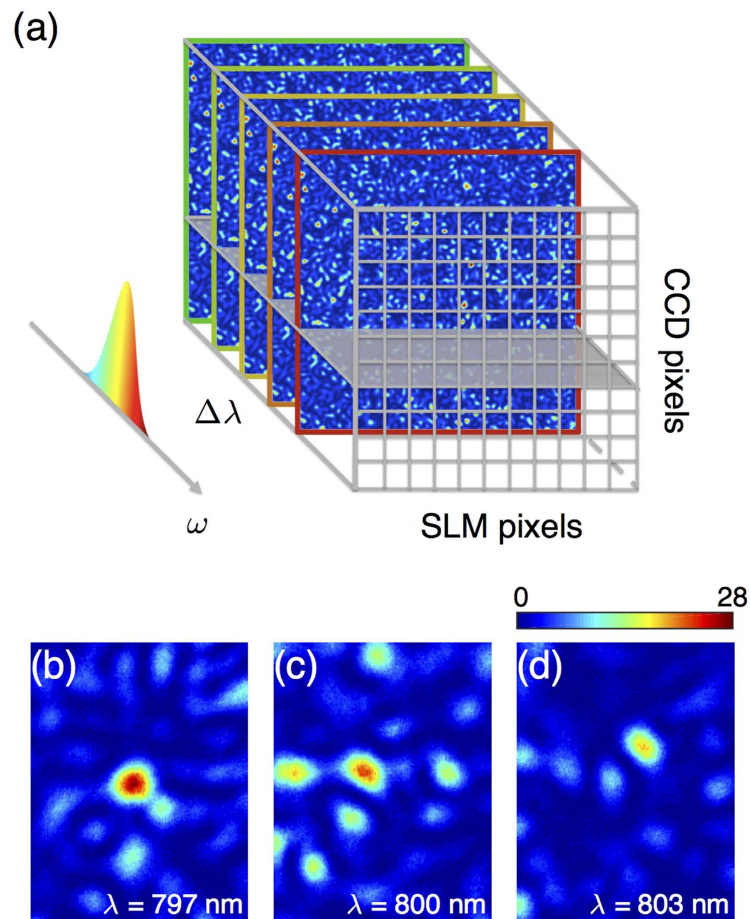 (a)
CCD pixels
Δλ
ω
SLM pixels
0 28
(b) (c) (d)
λ = 797 nm λ = 800 nm λ = 803 nm